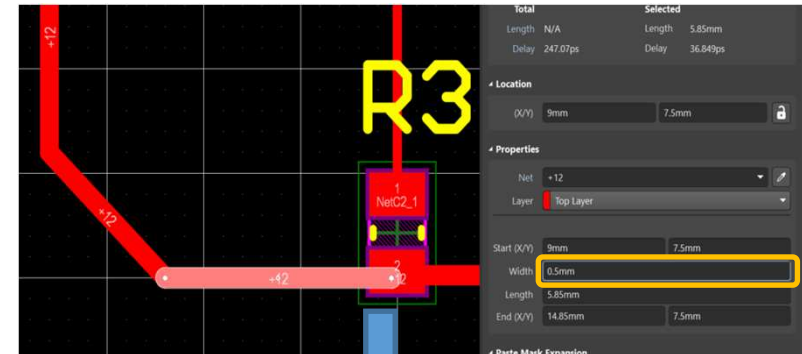 Total Selected
Length N/A Length 5.85mm
Delay 247.07ps Delay 36.849ps
Location
(X/Y) 9mm 7.5mm
Properties
Net +12
Layer Top Layer
Start (X/Y) 9mm 7.5mm
Width 0.5mm
Length 5.85mm
End (X/Y) 14.85mm 7.5mm
Paste Mask Expansion
+12
R3
1
NetC2_1
+12
2
+12
+12